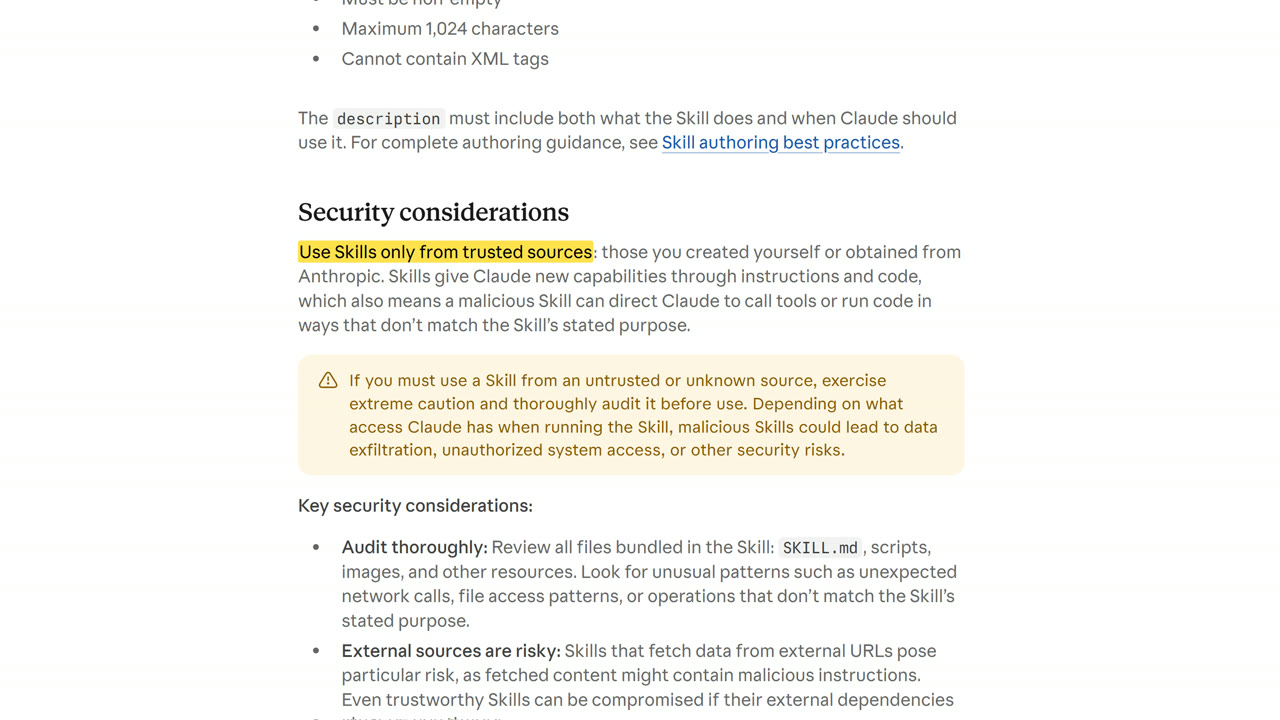 Must be non-empty
Maximum 1,024 characters
Cannot contain XML tags
The description must include both what the Skill does and when Claude should
use it. For complete authoring guidance, see Skill authoring best practices.
Security considerations
Use Skills only from trusted sources: those you created yourself or obtained from
Anthropic. Skills give Claude new capabilities through instructions and code,
which also means a malicious Skill can direct Claude to call tools or run code in
ways that don’t match the Skill’s stated purpose.
If you must use a Skill from an untrusted or unknown source, exercise
extreme caution and thoroughly audit it before use. Depending on what
access Claude has when running the Skill, malicious Skills could lead to data
exfiltration, unauthorized system access, or other security risks.
Key security considerations:
Audit thoroughly: Review all files bundled in the Skill: SKILL.md, scripts,
images, and other resources. Look for unusual patterns such as unexpected
network calls, file access patterns, or operations that don’t match the Skill’s
stated purpose.
External sources are risky: Skills that fetch data from external URLs pose
particular risk, as fetched content might contain malicious instructions.
Even trustworthy Skills can be compromised if their external dependencies